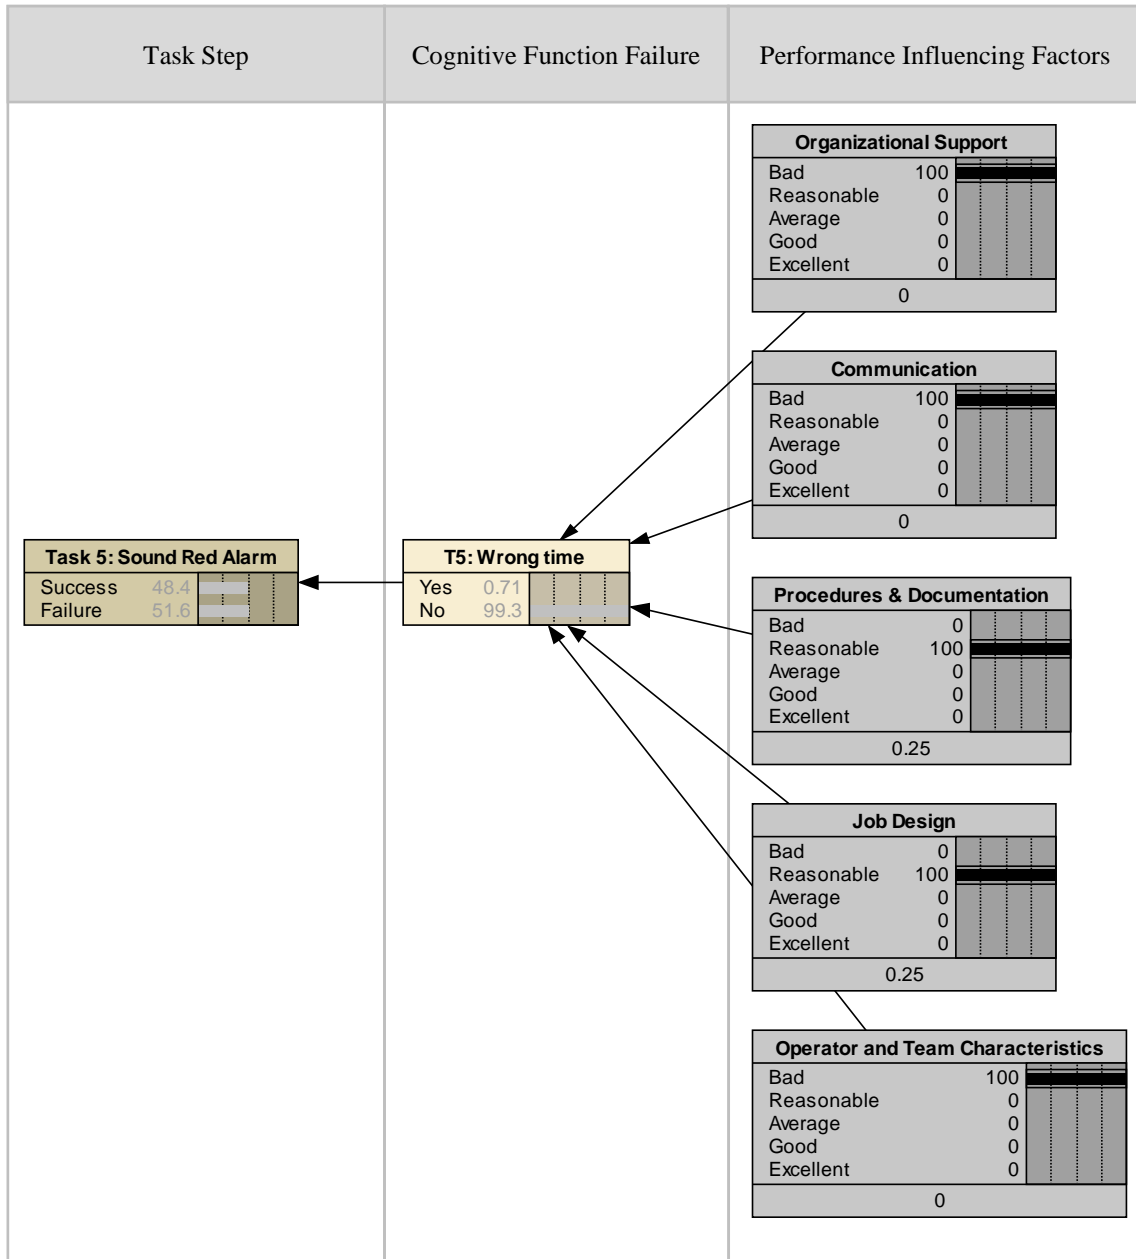 Task Step
Cognitive Function Failure
Performance Influencing Factors
Organizational Support
Bad 100
Reasonable 0
Average 0
Good 0
Excellent 0
0
Communication
Bad 100
Reasonable 0
Average 0
Good 0
Excellent 0
0
Task 5: Sound Red Alarm
Success 48.4
Failure 51.6
T5: Wrong time
Yes 0.71
No 99.3
Procedures & Documentation
Bad 0
Reasonable 100
Average 0
Good 0
Excellent 0
0.25
Job Design
Bad 0
Reasonable 100
Average 0
Good 0
Excellent 0
0.25
Operator and Team Characteristics
Bad 100
Reasonable 0
Average 0
Good 0
Excellent 0
0